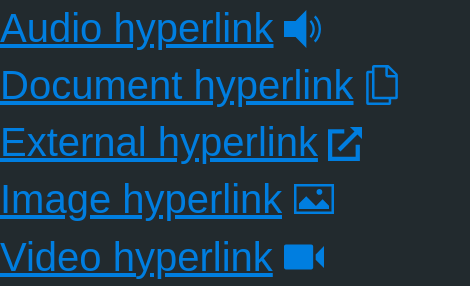 Audio hyperlink
Document hyperlink
External hyperlink
Image hyperlink
Video hyperlink